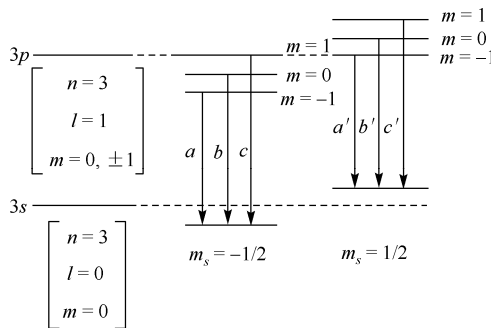 m = 1
m = 0
m = −1
3p
m = 1
m = 0
m = −1
n = 3
l = 1
m = 0, ±1
a b c
a′ b′ c′
3s
n = 3
l = 0
m = 0
m_s = −1/2
m_s = 1/2